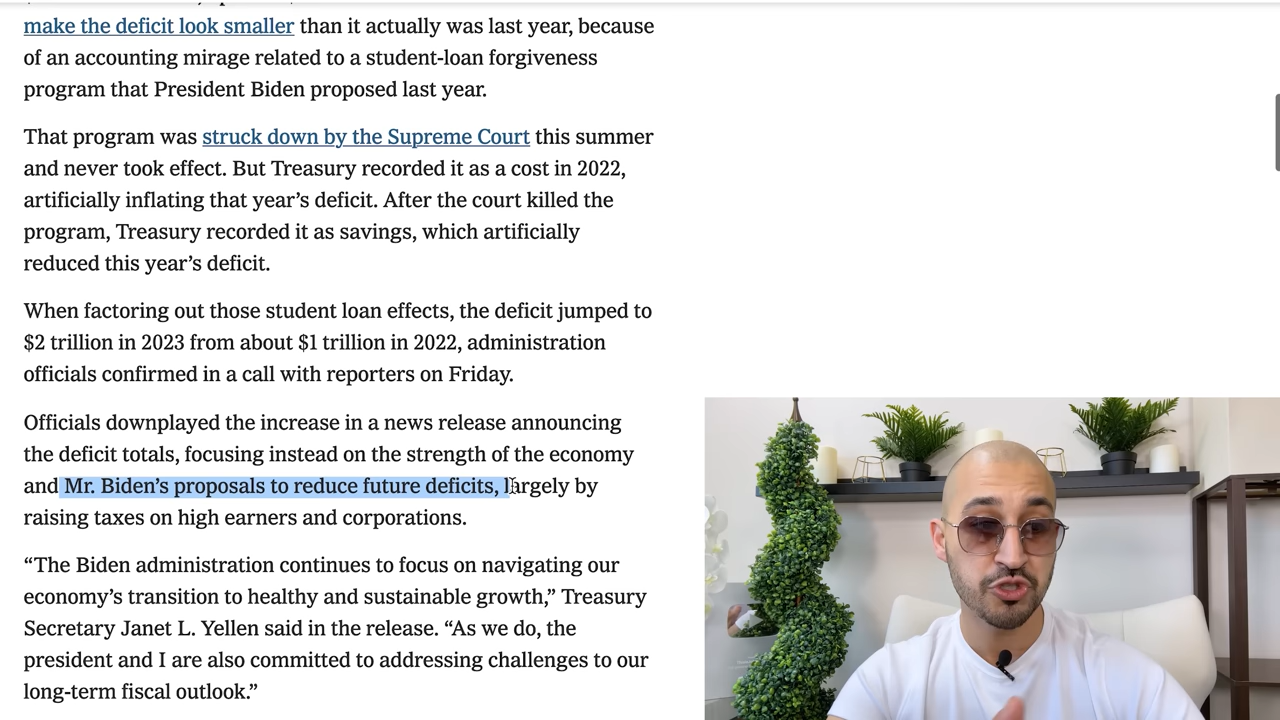 make the deficit look smaller than it actually was last year, because
of an accounting mirage related to a student-loan forgiveness
program that President Biden proposed last year.
That program was struck down by the Supreme Court this summer
and never took effect. But Treasury recorded it as a cost in 2022,
artificially inflating that year’s deficit. After the court killed the
program, Treasury recorded it as savings, which artificially
reduced this year’s deficit.
When factoring out those student loan effects, the deficit jumped to
$2 trillion in 2023 from about $1 trillion in 2022, administration
officials confirmed in a call with reporters on Friday.
Officials downplayed the increase in a news release announcing
the deficit totals, focusing instead on the strength of the economy
and Mr. Biden’s proposals to reduce future deficits, largely by
raising taxes on high earners and corporations.
“The Biden administration continues to focus on navigating our
economy’s transition to healthy and sustainable growth,” Treasury
Secretary Janet L. Yellen said in the release. “As we do, the
president and I are also committed to addressing challenges to our
long-term fiscal outlook.”